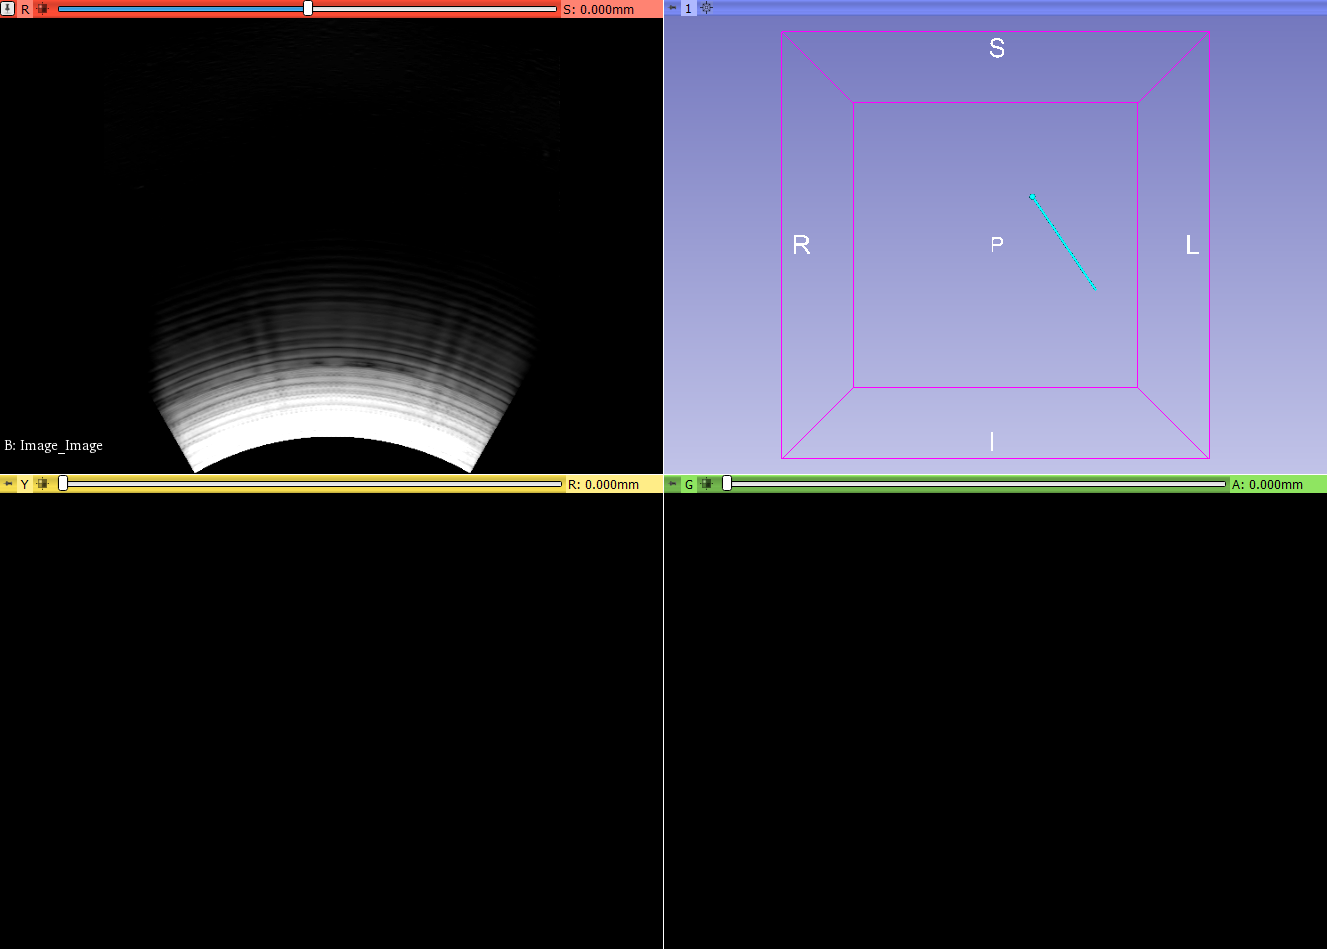 R S: 0.000mm
B: Image_Image
1
S
R P L
I
Y R: 0.000mm
G A: 0.000mm